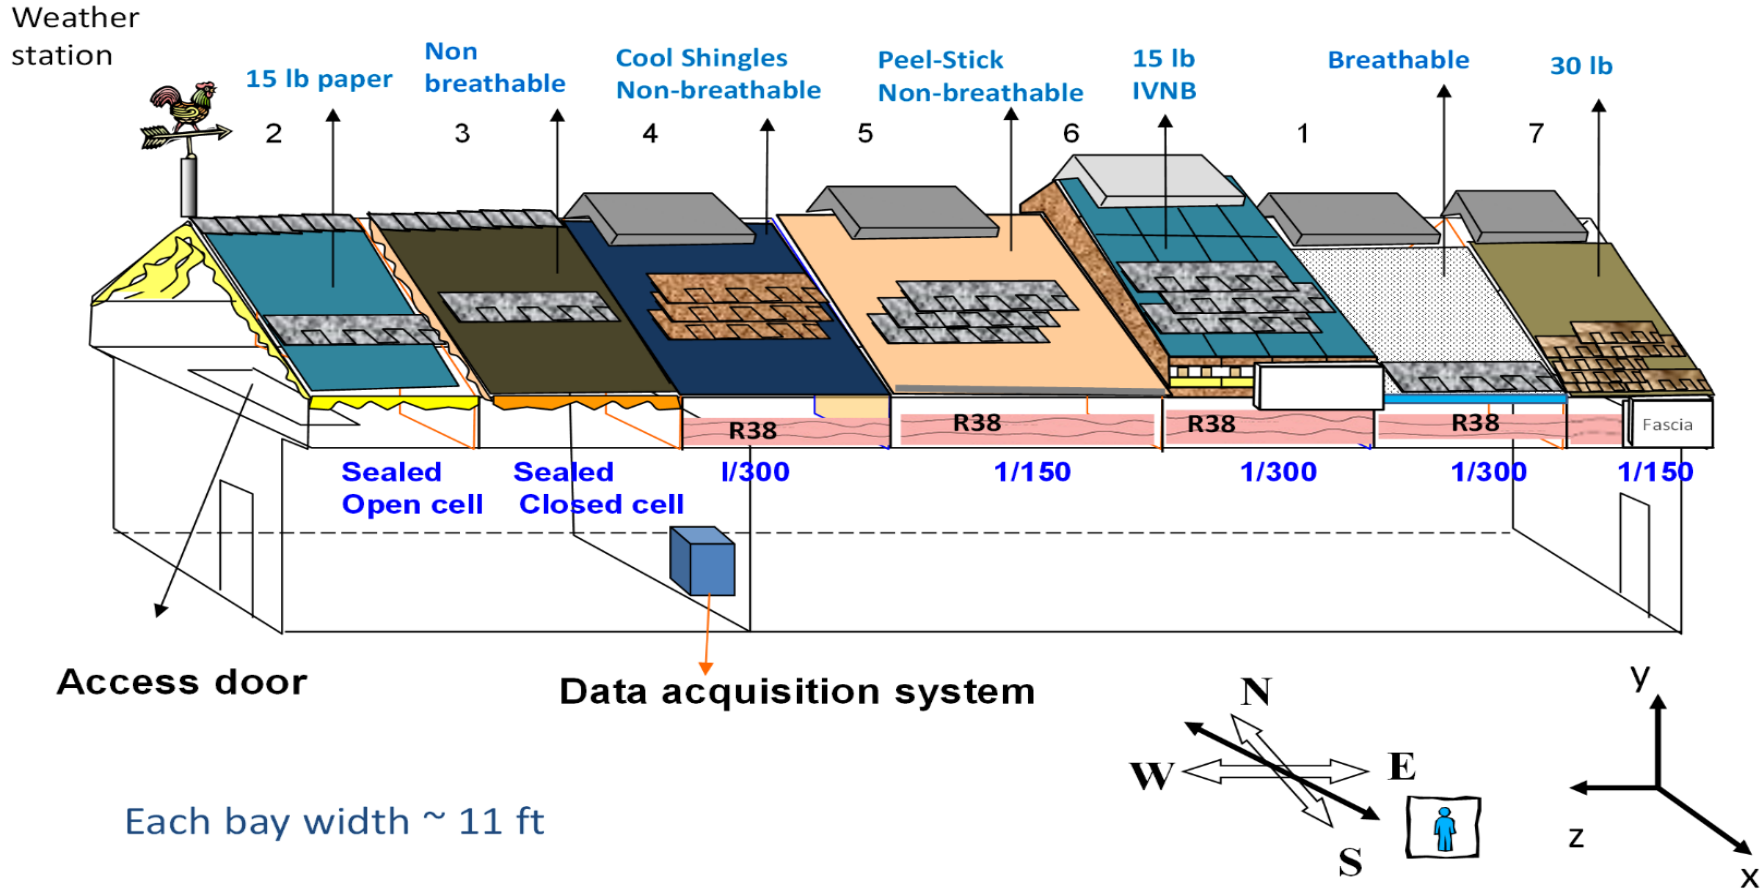 Weather
station
15 lb paper
Non
breathable
Cool Shingles
Non-breathable
Peel-Stick
Non-breathable
15 lb
IVNB
Breathable
30 lb
2
3
4
5
6
1
7
R38
R38
R38
R38
Fascia
Sealed
Open cell
Sealed
Closed cell
I/300
1/150
1/300
1/300
1/150
Access door
Data acquisition system
Each bay width ~ 11 ft
N
W
E
S
y
z
x